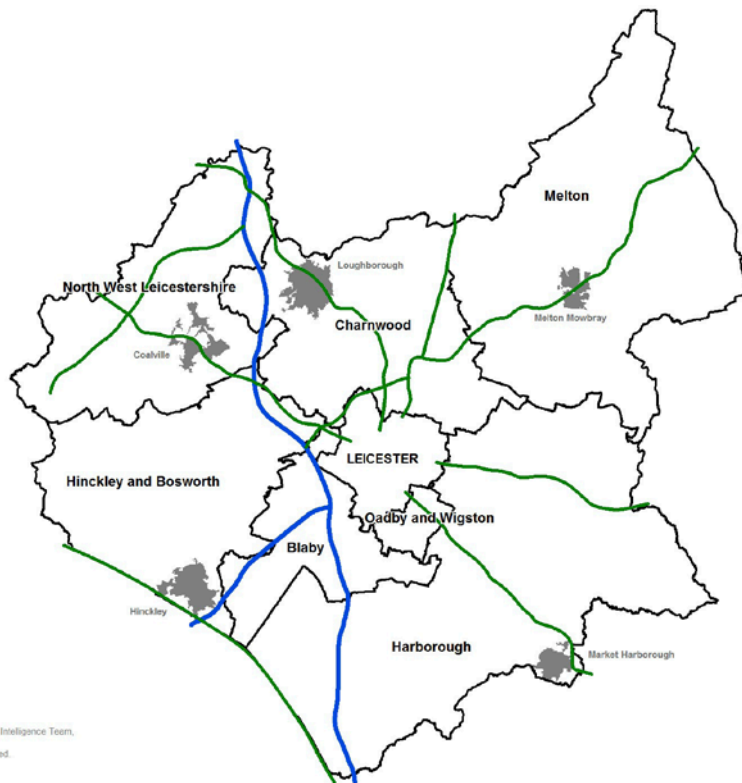 Melton
Loughborough
North West Leicestershire
Melton Mowbray
Charnwood
Coalville
LEICESTER
Hinckley and Bosworth
Oadby and Wigston
Blaby
Hinckley
Harborough
Market Harborough
Intelligence Team,
ed.